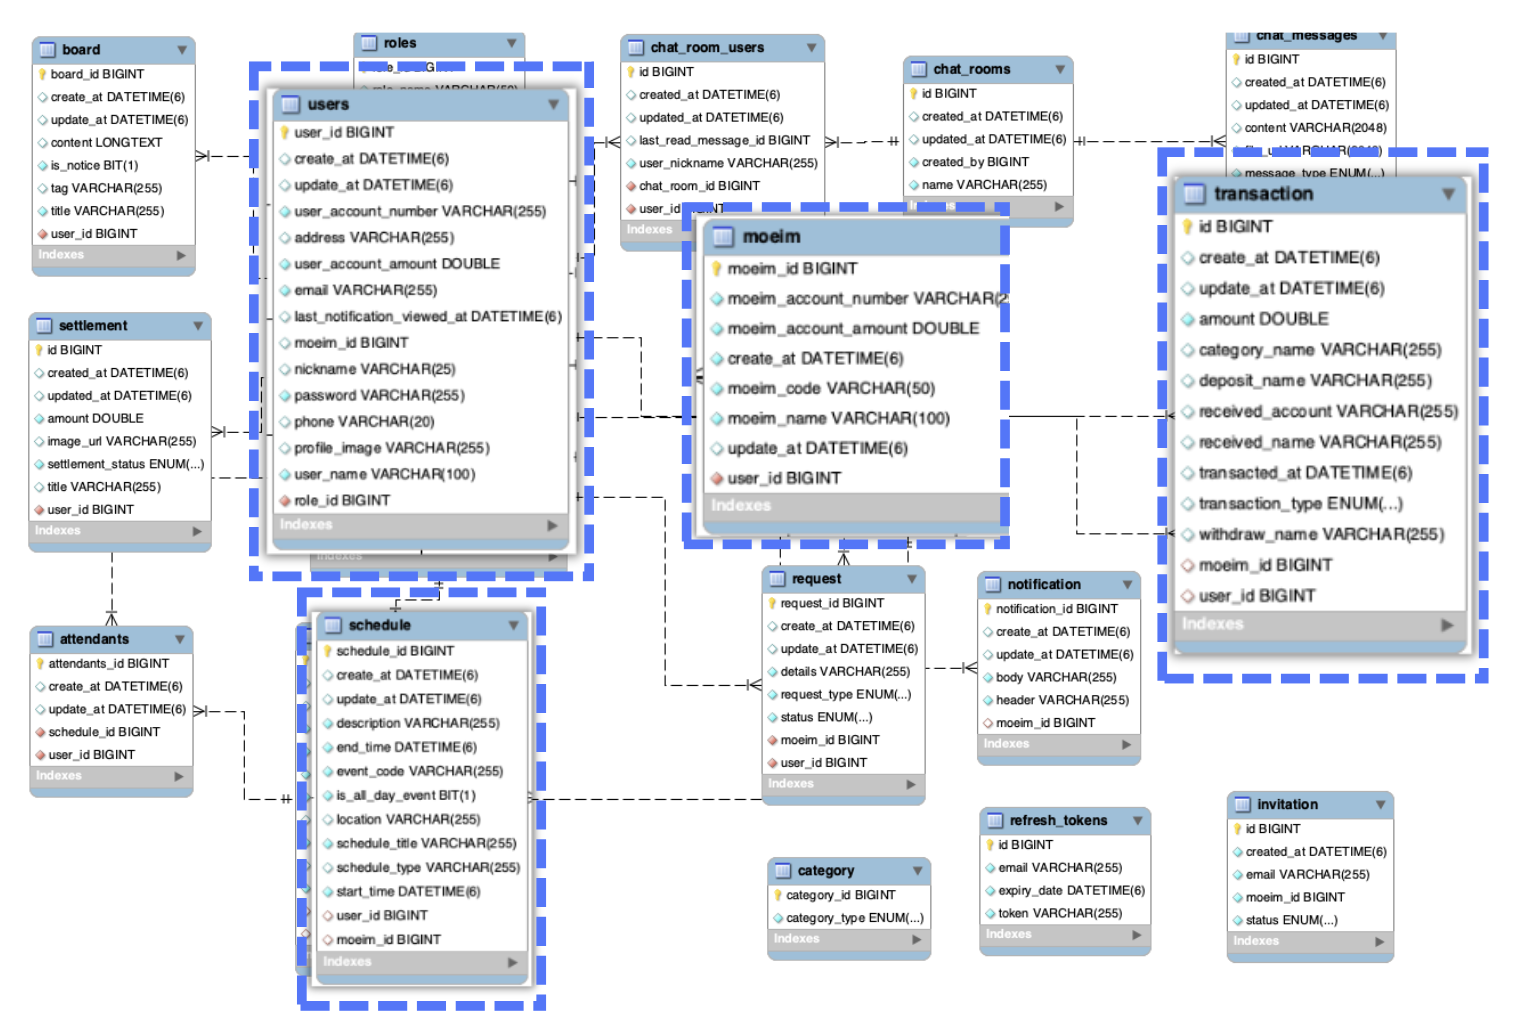 board
board_id BIGINT
create_at DATETIME(6)
update_at DATETIME(6)
content LONGTEXT
is_notice BIT(1)
tag VARCHAR(255)
title VARCHAR(255)
user_id BIGINT
Indexes
roles
users
user_id BIGINT
create_at DATETIME(6)
update_at DATETIME(6)
user_account_number VARCHAR(255)
address VARCHAR(255)
user_account_amount DOUBLE
email VARCHAR(255)
last_notification_viewed_at DATETIME(6)
moeim_id BIGINT
nickname VARCHAR(25)
password VARCHAR(255)
phone VARCHAR(20)
profile_image VARCHAR(255)
user_name VARCHAR(100)
role_id BIGINT
Indexes
Indexes
chat_room_users
id BIGINT
created_at DATETIME(6)
updated_at DATETIME(6)
last_read_message_id BIGINT
user_nickname VARCHAR(255)
chat_room_id BIGINT
user_id BIGINT
Indexes
chat_rooms
id BIGINT
created_at DATETIME(6)
updated_at DATETIME(6)
created_by BIGINT
name VARCHAR(255)
Indexes
chat_messages
id BIGINT
created_at DATETIME(6)
updated_at DATETIME(6)
content VARCHAR(2048)
message_type ENUM(...)
moeim
moeim_id BIGINT
moeim_account_number VARCHAR(2
moeim_account_amount DOUBLE
create_at DATETIME(6)
moeim_code VARCHAR(50)
moeim_name VARCHAR(100)
update_at DATETIME(6)
user_id BIGINT
Indexes
transaction
id BIGINT
create_at DATETIME(6)
update_at DATETIME(6)
amount DOUBLE
category_name VARCHAR(255)
deposit_name VARCHAR(255)
received_account VARCHAR(255)
received_name VARCHAR(255)
transacted_at DATETIME(6)
transaction_type ENUM(...)
withdraw_name VARCHAR(255)
moeim_id BIGINT
user_id BIGINT
Indexes
settlement
id BIGINT
created_at DATETIME(6)
updated_at DATETIME(6)
amount DOUBLE
image_url VARCHAR(255)
settlement_status ENUM(...)
title VARCHAR(255)
user_id BIGINT
Indexes
attendants
attendants_id BIGINT
create_at DATETIME(6)
update_at DATETIME(6)
schedule_id BIGINT
user_id BIGINT
Indexes
schedule
schedule_id BIGINT
create_at DATETIME(6)
update_at DATETIME(6)
description VARCHAR(255)
end_time DATETIME(6)
event_code VARCHAR(255)
is_all_day_event BIT(1)
location VARCHAR(255)
schedule_title VARCHAR(255)
schedule_type VARCHAR(255)
start_time DATETIME(6)
user_id BIGINT
moeim_id BIGINT
Indexes
request
request_id BIGINT
create_at DATETIME(6)
update_at DATETIME(6)
details VARCHAR(255)
request_type ENUM(...)
status ENUM(...)
moeim_id BIGINT
user_id BIGINT
Indexes
notification
notification_id BIGINT
create_at DATETIME(6)
update_at DATETIME(6)
body VARCHAR(255)
header VARCHAR(255)
moeim_id BIGINT
Indexes
category
category_id BIGINT
category_type ENUM(...)
Indexes
refresh_tokens
id BIGINT
email VARCHAR(255)
expiry_date DATETIME(6)
token VARCHAR(255)
Indexes
invitation
id BIGINT
created_at DATETIME(6)
email VARCHAR(255)
moeim_id BIGINT
status ENUM(...)
Indexes